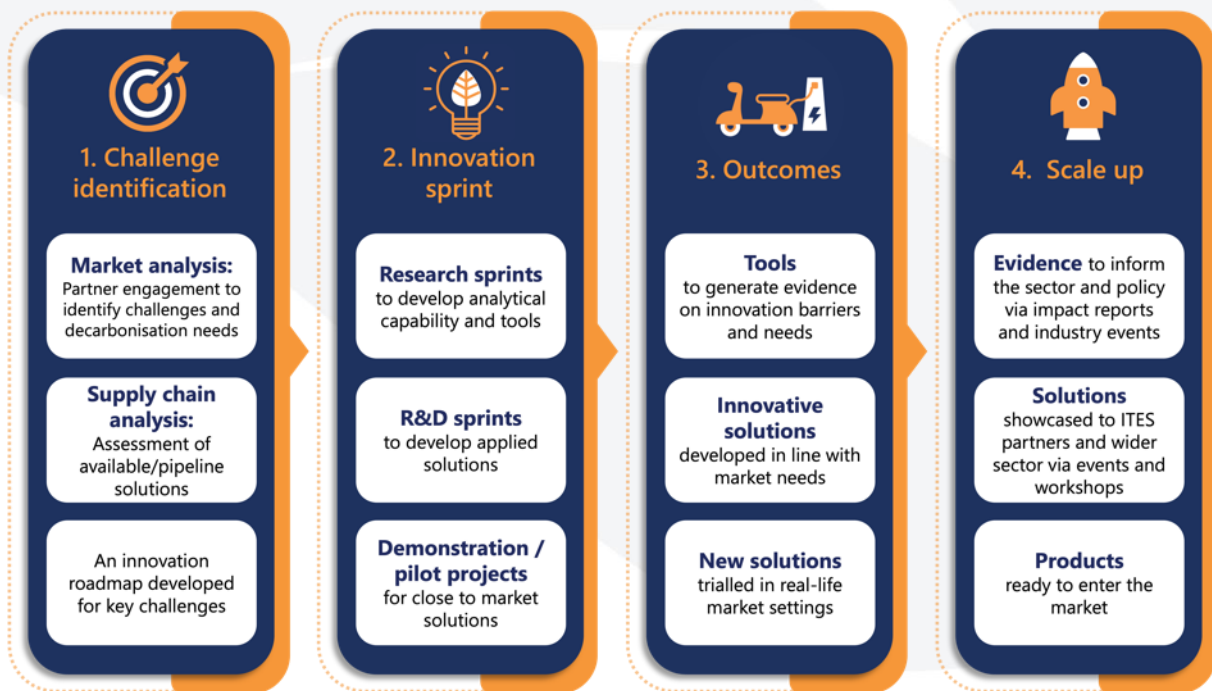 1. Challenge
identification
Market analysis:
Partner engagement to
identify challenges and
decarbonisation needs
Supply chain
analysis:
Assessment of
available/pipeline
solutions
An innovation
roadmap developed
for key challenges
2. Innovation
sprint
Research sprints
to develop analytical
capability and tools
R&D sprints
to develop applied
solutions
Demonstration /
pilot projects
for close to market
solutions
3. Outcomes
Tools
to generate evidence
on innovation barriers
and needs
Innovative
solutions
developed in line with
market needs
New solutions
trialled in real-life
market settings
4. Scale up
Evidence to inform
the sector and policy
via impact reports
and industry events
Solutions
showcased to ITES
partners and wider
sector via events and
workshops
Products
ready to enter the
market